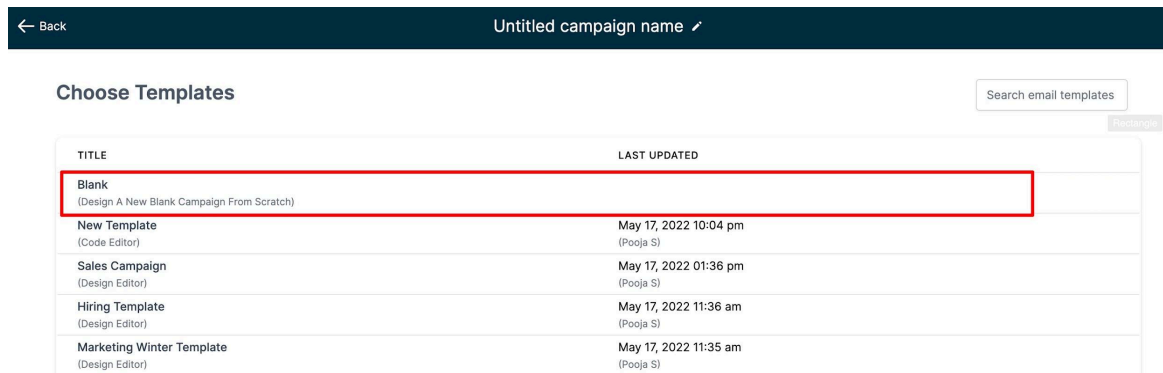 Back
Untitled campaign name
Choose Templates
Search email templates
Rectangle
TITLE LAST UPDATED
Blank
(Design A New Blank Campaign From Scratch)
New Template May 17, 2022 10:04 pm
(Code Editor) (Pooja S)
Sales Campaign May 17, 2022 01:36 pm
(Design Editor) (Pooja S)
Hiring Template May 17, 2022 11:36 am
(Design Editor) (Pooja S)
Marketing Winter Template May 17, 2022 11:35 am
(Design Editor) (Pooja S)